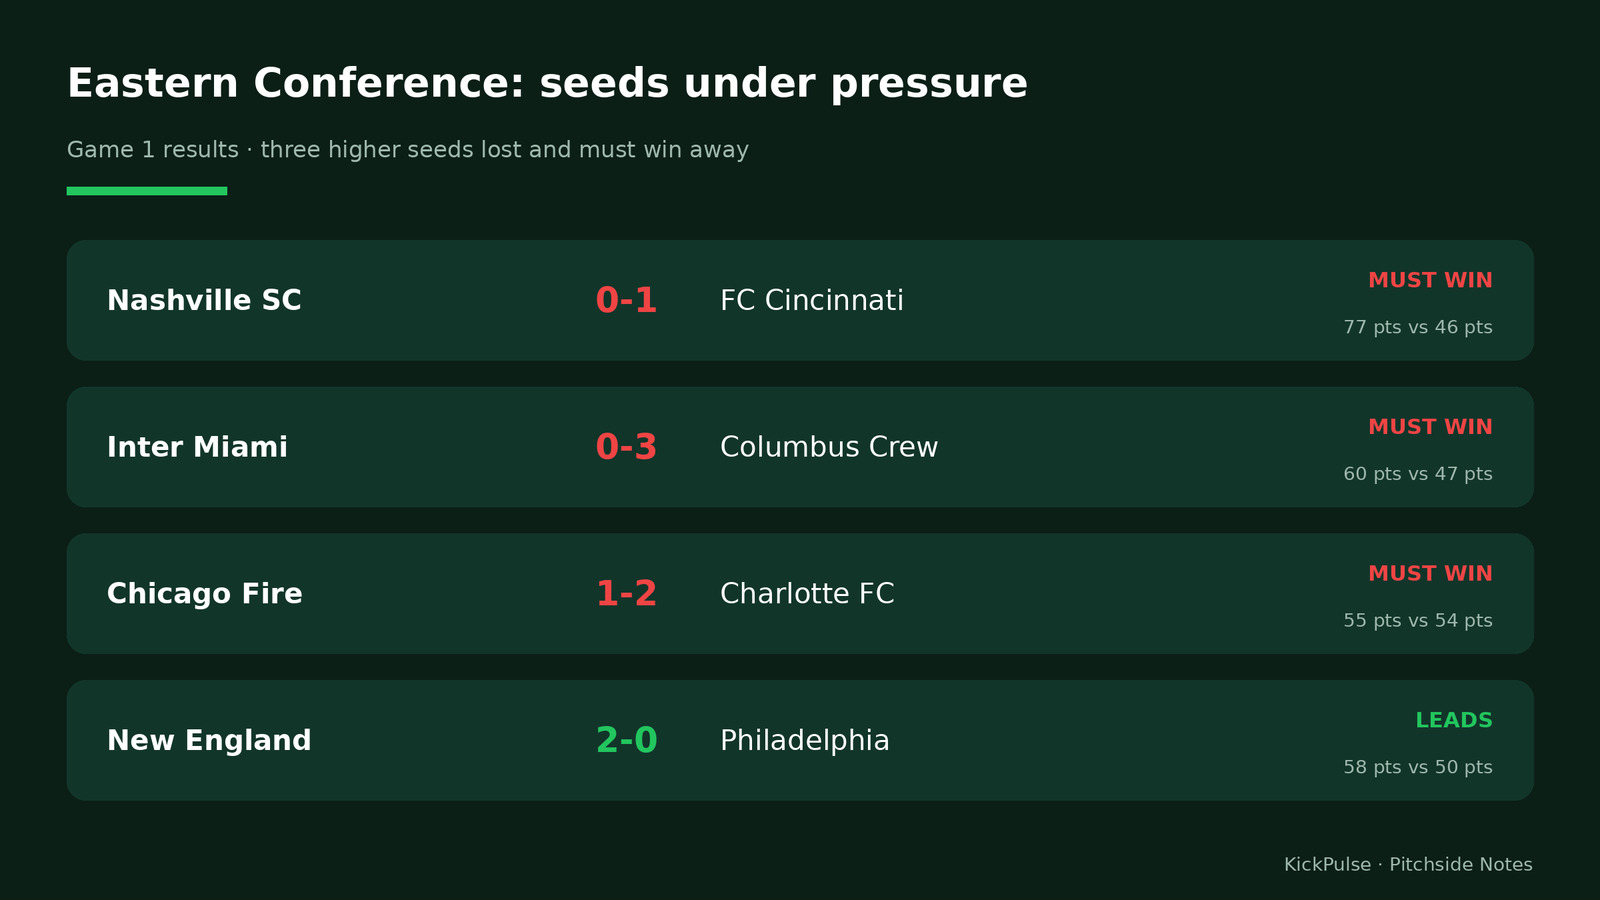 Eastern Conference: seeds under pressure
Game 1 results · three higher seeds lost and must win away
Nashville SC 0-1 FC Cincinnati MUST WIN
77 pts vs 46 pts
Inter Miami 0-3 Columbus Crew MUST WIN
60 pts vs 47 pts
Chicago Fire 1-2 Charlotte FC MUST WIN
55 pts vs 54 pts
New England 2-0 Philadelphia LEADS
58 pts vs 50 pts
KickPulse · Pitchside Notes